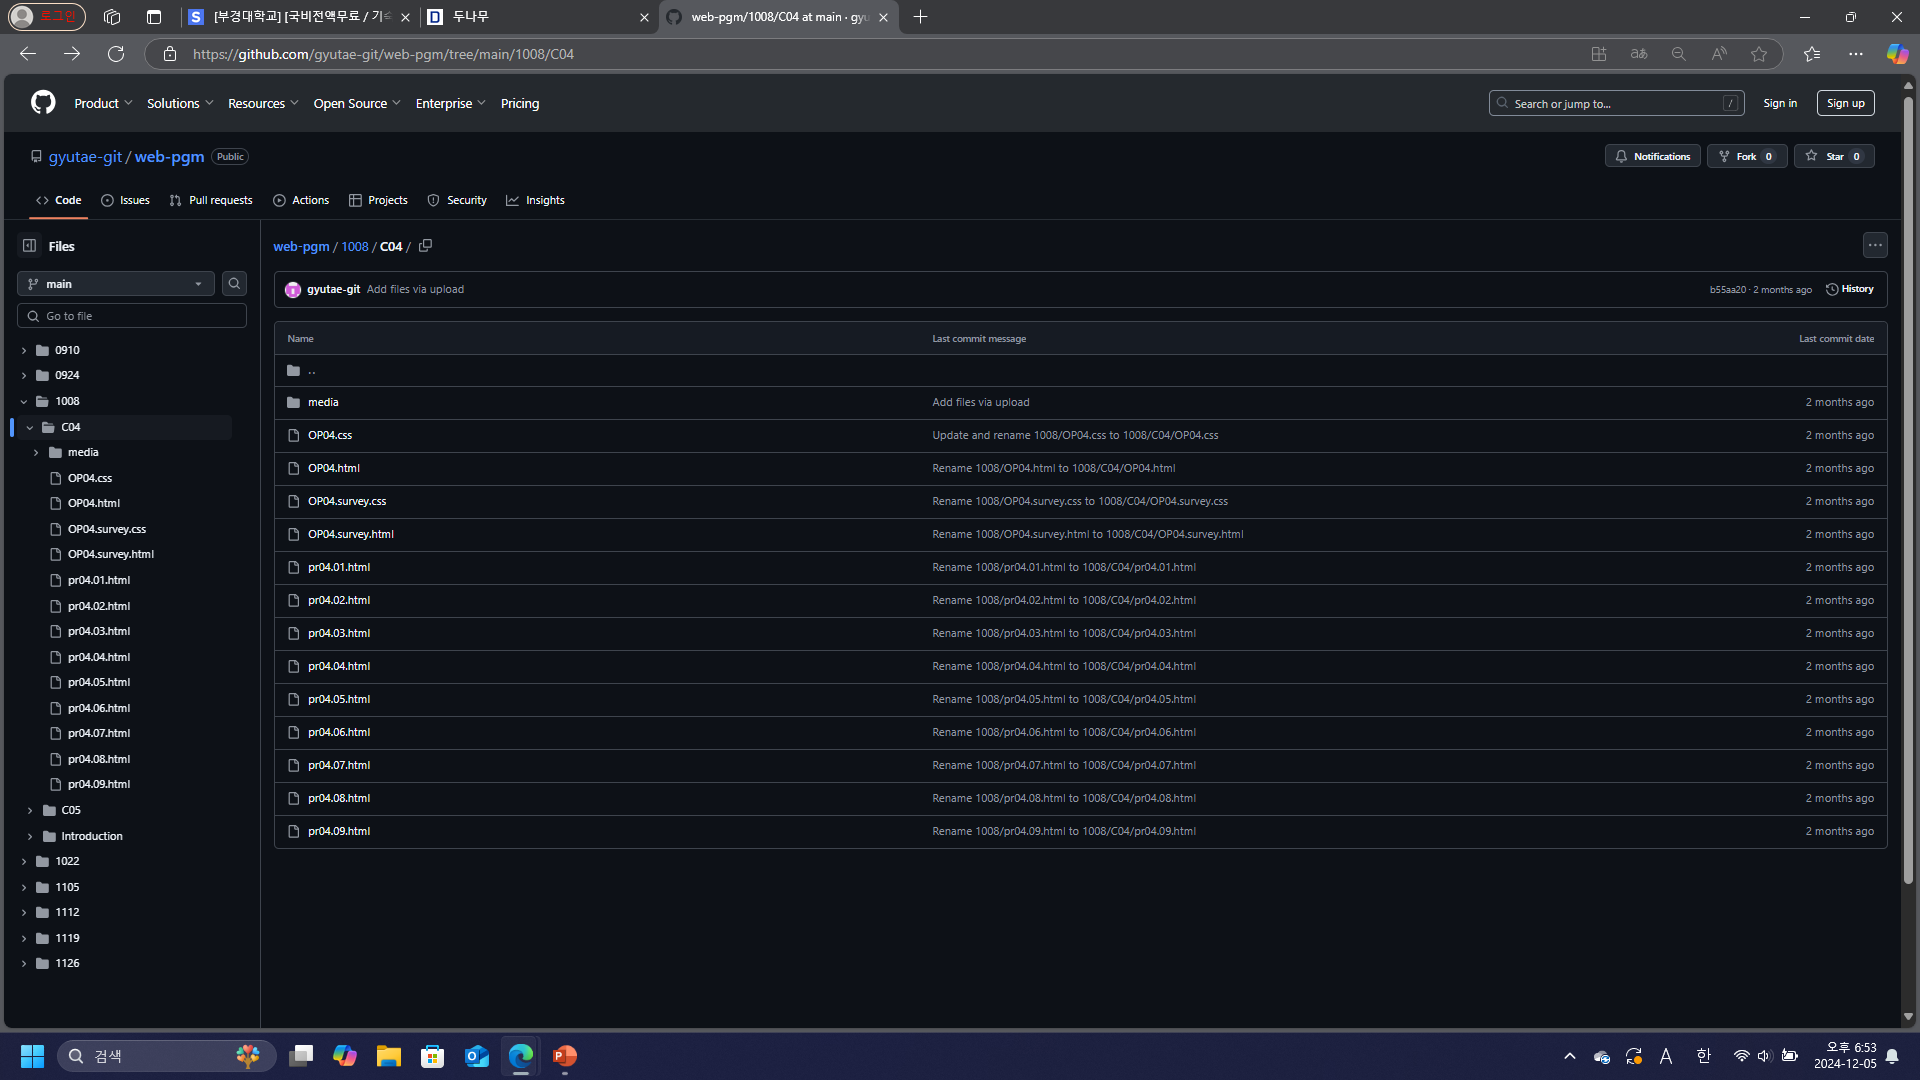 로그인
[부경대학교] [국비전액무료 / 기숙
두나무
web-pgm/1008/C04 at main · gyu
https://github.com/gyutae-git/web-pgm/tree/main/1008/C04
Product
Solutions
Resources
Open Source
Enterprise
Pricing
Search or jump to...
/
Sign in
Sign up
gyutae-git / web-pgm Public
Notifications
Fork 0
Star 0
Code
Issues
Pull requests
Actions
Projects
Security
Insights
Files
main
Go to file
0910
0924
1008
C04
media
OP04.css
OP04.html
OP04.survey.css
OP04.survey.html
pr04.01.html
pr04.02.html
pr04.03.html
pr04.04.html
pr04.05.html
pr04.06.html
pr04.07.html
pr04.08.html
pr04.09.html
C05
Introduction
1022
1105
1112
1119
1126
web-pgm / 1008 / C04 /
gyutae-git Add files via upload
b55aa20 · 2 months ago
History
Name Last commit message Last commit date
..
media Add files via upload 2 months ago
OP04.css Update and rename 1008/OP04.css to 1008/C04/OP04.css 2 months ago
OP04.html Rename 1008/OP04.html to 1008/C04/OP04.html 2 months ago
OP04.survey.css Rename 1008/OP04.survey.css to 1008/C04/OP04.survey.css 2 months ago
OP04.survey.html Rename 1008/OP04.survey.html to 1008/C04/OP04.survey.html 2 months ago
pr04.01.html Rename 1008/pr04.01.html to 1008/C04/pr04.01.html 2 months ago
pr04.02.html Rename 1008/pr04.02.html to 1008/C04/pr04.02.html 2 months ago
pr04.03.html Rename 1008/pr04.03.html to 1008/C04/pr04.03.html 2 months ago
pr04.04.html Rename 1008/pr04.04.html to 1008/C04/pr04.04.html 2 months ago
pr04.05.html Rename 1008/pr04.05.html to 1008/C04/pr04.05.html 2 months ago
pr04.06.html Rename 1008/pr04.06.html to 1008/C04/pr04.06.html 2 months ago
pr04.07.html Rename 1008/pr04.07.html to 1008/C04/pr04.07.html 2 months ago
pr04.08.html Rename 1008/pr04.08.html to 1008/C04/pr04.08.html 2 months ago
pr04.09.html Rename 1008/pr04.09.html to 1008/C04/pr04.09.html 2 months ago
검색
A
한
오후 6:53
2024-12-05